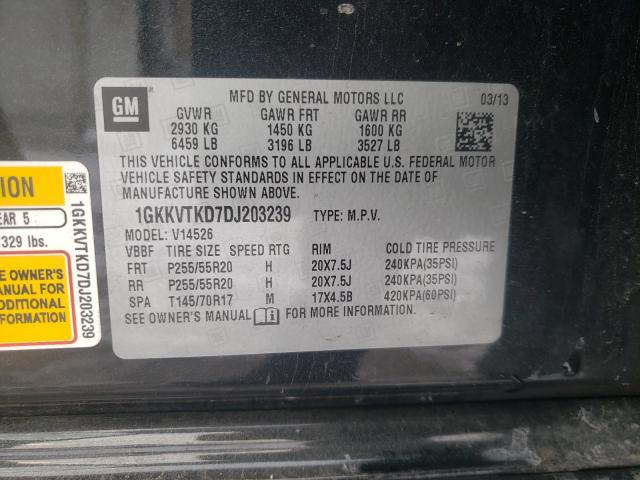 GM
MFD BY GENERAL MOTORS LLC 03/13
GVWR GAWR FRT GAWR RR
2930 KG 1450 KG 1600 KG
6459 LB 3196 LB 3527 LB
THIS VEHICLE CONFORMS TO ALL APPLICABLE U.S. FEDERAL MOTOR
VEHICLE SAFETY STANDARDS IN EFFECT ON THE DATE OF
MANUFACTURE SHOWN ABOVE.
1GKKVTKD7DJ203239 TYPE: M.P.V.
MODEL: V14526
VBBF TIRE SIZE SPEED RTG RIM COLD TIRE PRESSURE
FRT P255/55R20 H 20X7.5J 240KPA(35PSI)
RR P255/55R20 H 20X7.5J 240KPA(35PSI)
SPA T145/70R17 M 17X4.5B 420KPA(60PSI)
SEE OWNER'S MANUAL FOR MORE INFORMATION.
EAR 5
329 lbs.
E OWNER'S
ANUAL FOR
ADDITIONAL
1GKKVTKD7DJ203239